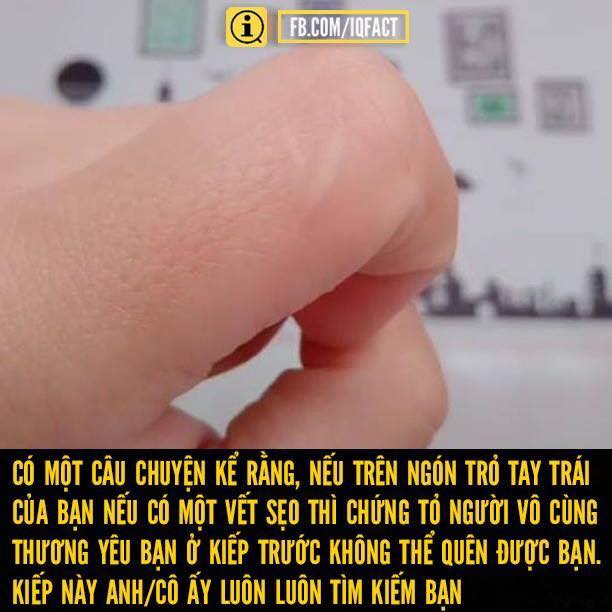 FB.COM/IQFACT
CÓ MỘT CÂU CHUYỆN KỂ RẰNG, NẾU TRÊN NGÓN TRỎ TAY TRÁI
CỦA BẠN NẾU CÓ MỘT VẾT SẸO THÌ CHỨNG TỎ NGƯỜI VÔ CÙNG
THƯƠNG YÊU BẠN Ở KIẾP TRƯỚC KHÔNG THỂ QUÊN ĐƯỢC BẠN.
KIẾP NÀY ANH/CÔ ẤY LUÔN LUÔN TÌM KIẾM BẠN